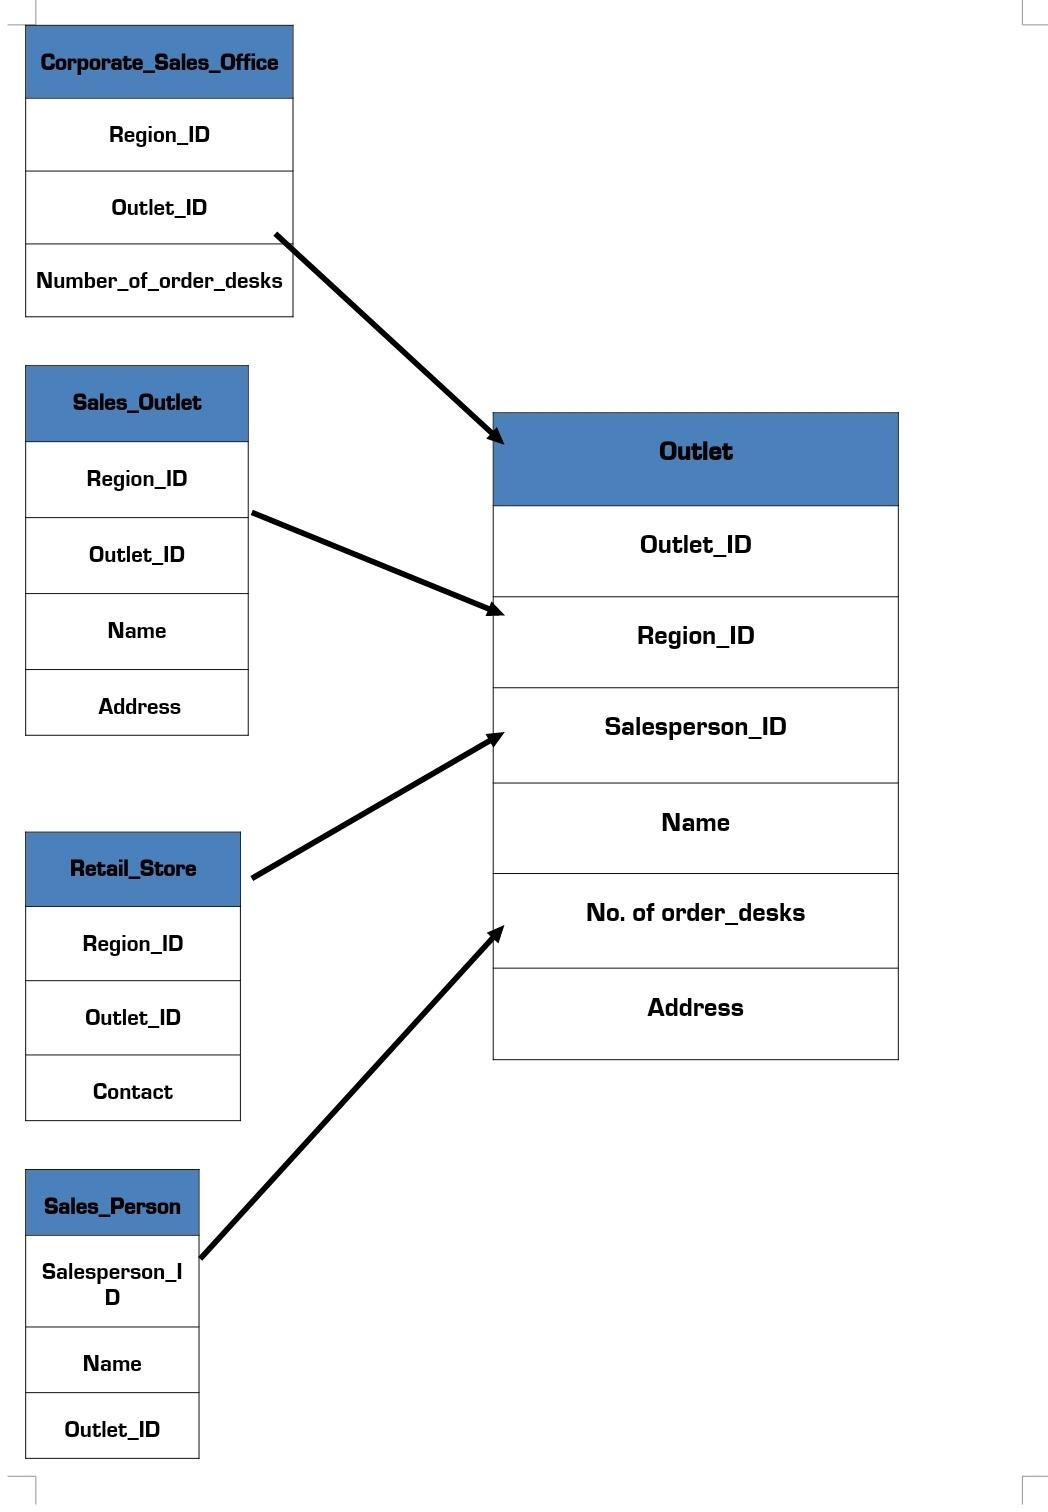 Corporate_Sales_Office
Region_ID
Outlet_ID
Number_of_order_desks
Sales_Outlet
Region_ID
Outlet_ID
Name
Address
Retail_Store
Region_ID
Outlet_ID
Contact
Sales_Person
Salesperson_I
D
Name
Outlet_ID
Outlet
Outlet_ID
Region_ID
Salesperson_ID
Name
No. of order_desks
Address